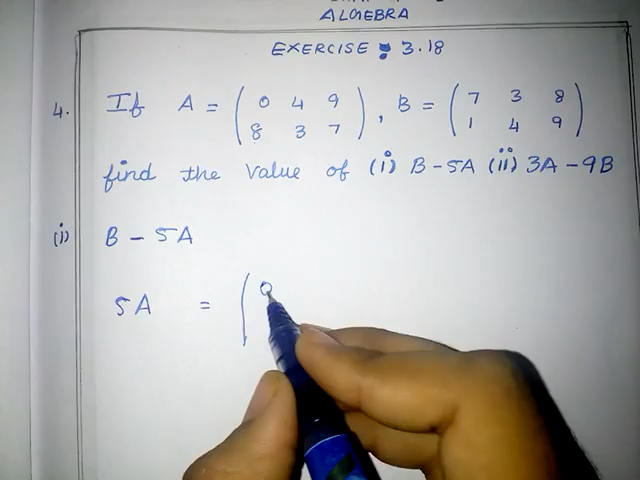 ALGEBRA
EXERCISE : 3.18
4. If A = ( 0 4 9 ), B = ( 7 3 8 )
8 3 7 1 4 9
find the value of (i) B - 5A (ii) 3A - 9B
(i) B - 5A
5A = ( 0